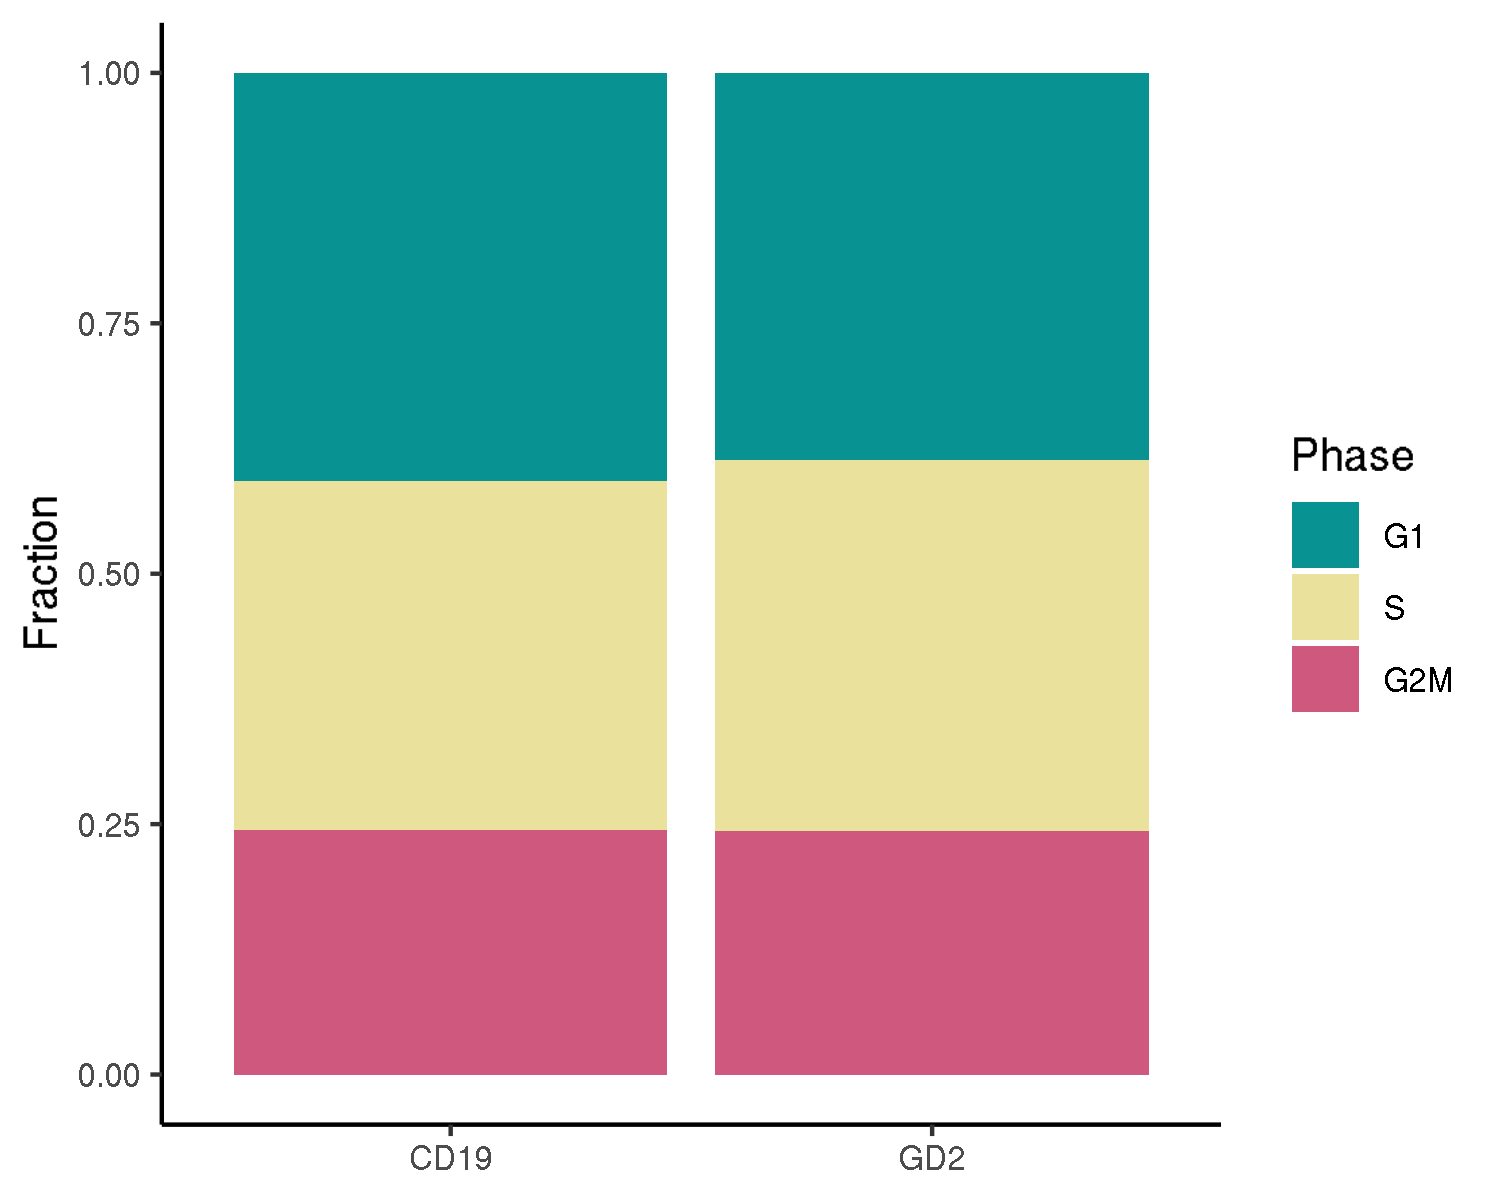 Fraction
1.00
0.75
0.50
0.25
0.00
CD19
GD2
Phase
G1
S
G2M